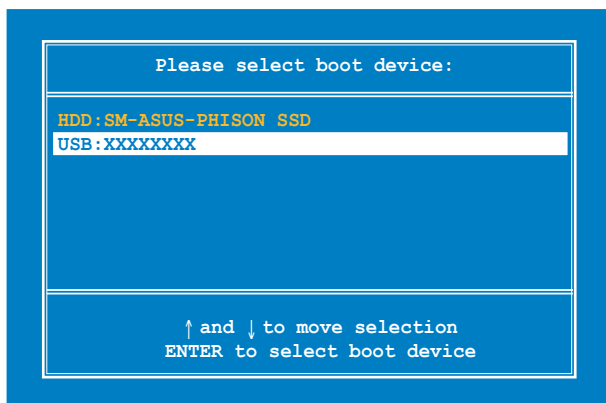 Please select boot device:
HDD:SM-ASUS-PHISON SSD
USB:XXXXXXXX
↑ and ↓ to move selection
ENTER to select boot device